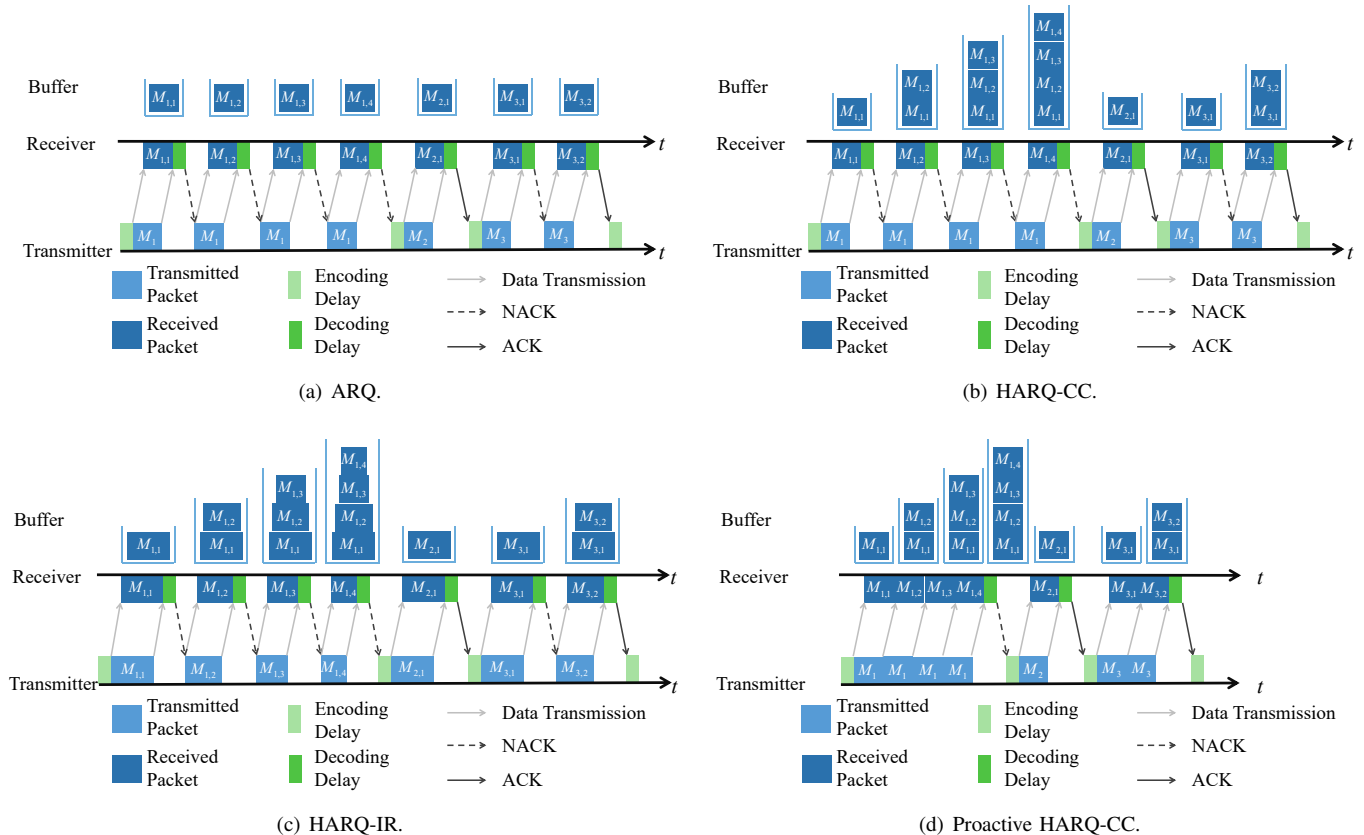 Buffer
M1,1 M1,2 M1,3 M1,4 M2,1 M3,1 M3,2
Receiver
t
M1,1 M1,2 M1,3 M1,4 M2,1 M3,1 M3,2
M1 M1 M1 M1 M2 M3 M3
Transmitter
t
Transmitted Encoding Data Transmission
Packet Delay
NACK
Received Decoding
Packet Delay ACK
(a) ARQ.
M1,4
M1,3 M1,3
M1,2 M1,2 M1,2 M3,2
Buffer
M1,1 M1,1 M1,1 M1,1 M2,1 M3,1 M3,1
Receiver
t
M1,1 M1,2 M1,3 M1,4 M2,1 M3,1 M3,2
M1 M1 M1 M1 M2 M3 M3
Transmitter
t
Transmitted Encoding Data Transmission
Packet Delay
NACK
Received Decoding
Packet Delay ACK
(b) HARQ-CC.
M1,4
M1,3 M1,3
M1,2 M1,2 M1,2 M3,2
Buffer
M1,1 M1,1 M1,1 M1,1 M2,1 M3,1 M3,1
Receiver
t
M1,1 M1,2 M1,3 M1,4 M2,1 M3,1 M3,2
M1,1 M1,2 M1,3 M1,4 M2,1 M3,1 M3,2
Transmitter
t
Transmitted Encoding Data Transmission
Packet Delay
NACK
Received Decoding
Packet Delay ACK
(c) HARQ-IR.
M1,4
M1,3 M1,3
M1,2 M1,2 M1,2 M3,2
Buffer
M1,1 M1,1 M1,1 M1,1 M2,1 M3,1 M3,1
Receiver
t
M1,1 M1,2 M1,3 M1,4 M2,1 M3,1 M3,2
M1 M1 M1 M1 M2 M3 M3
Transmitter
t
Transmitted Encoding Data Transmission
Packet Delay
NACK
Received Decoding
Packet Delay ACK
(d) Proactive HARQ-CC.